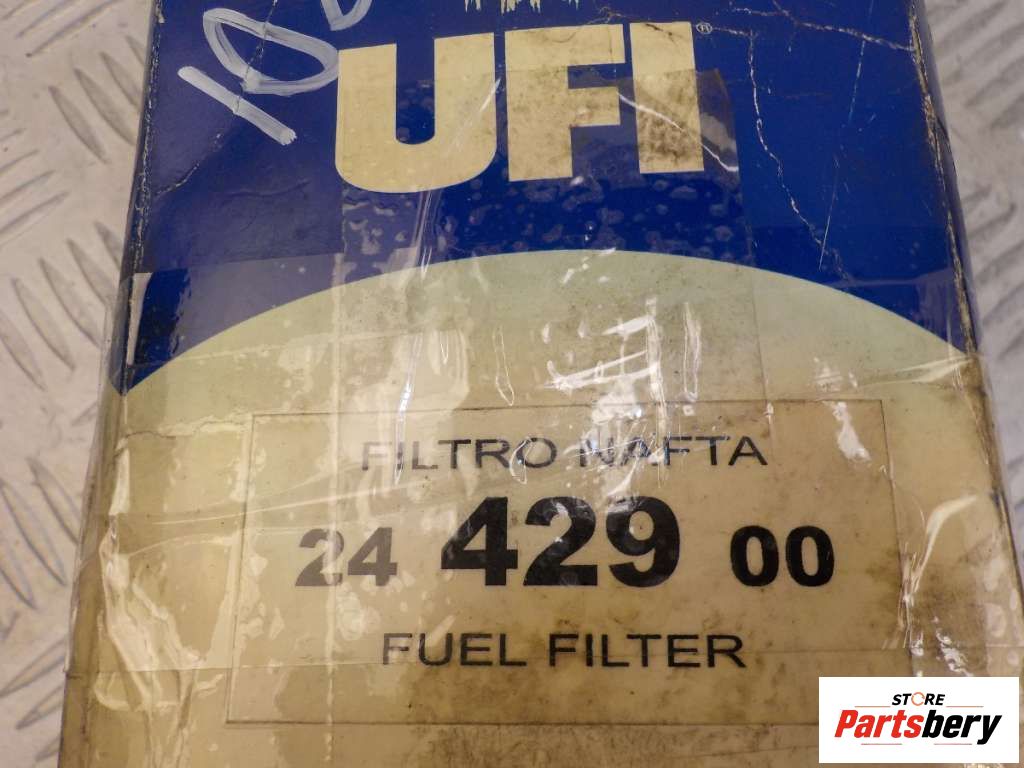 UFI®
FILTRO NAFTA
24 429 00
FUEL FILTER
STORE
Partsbery